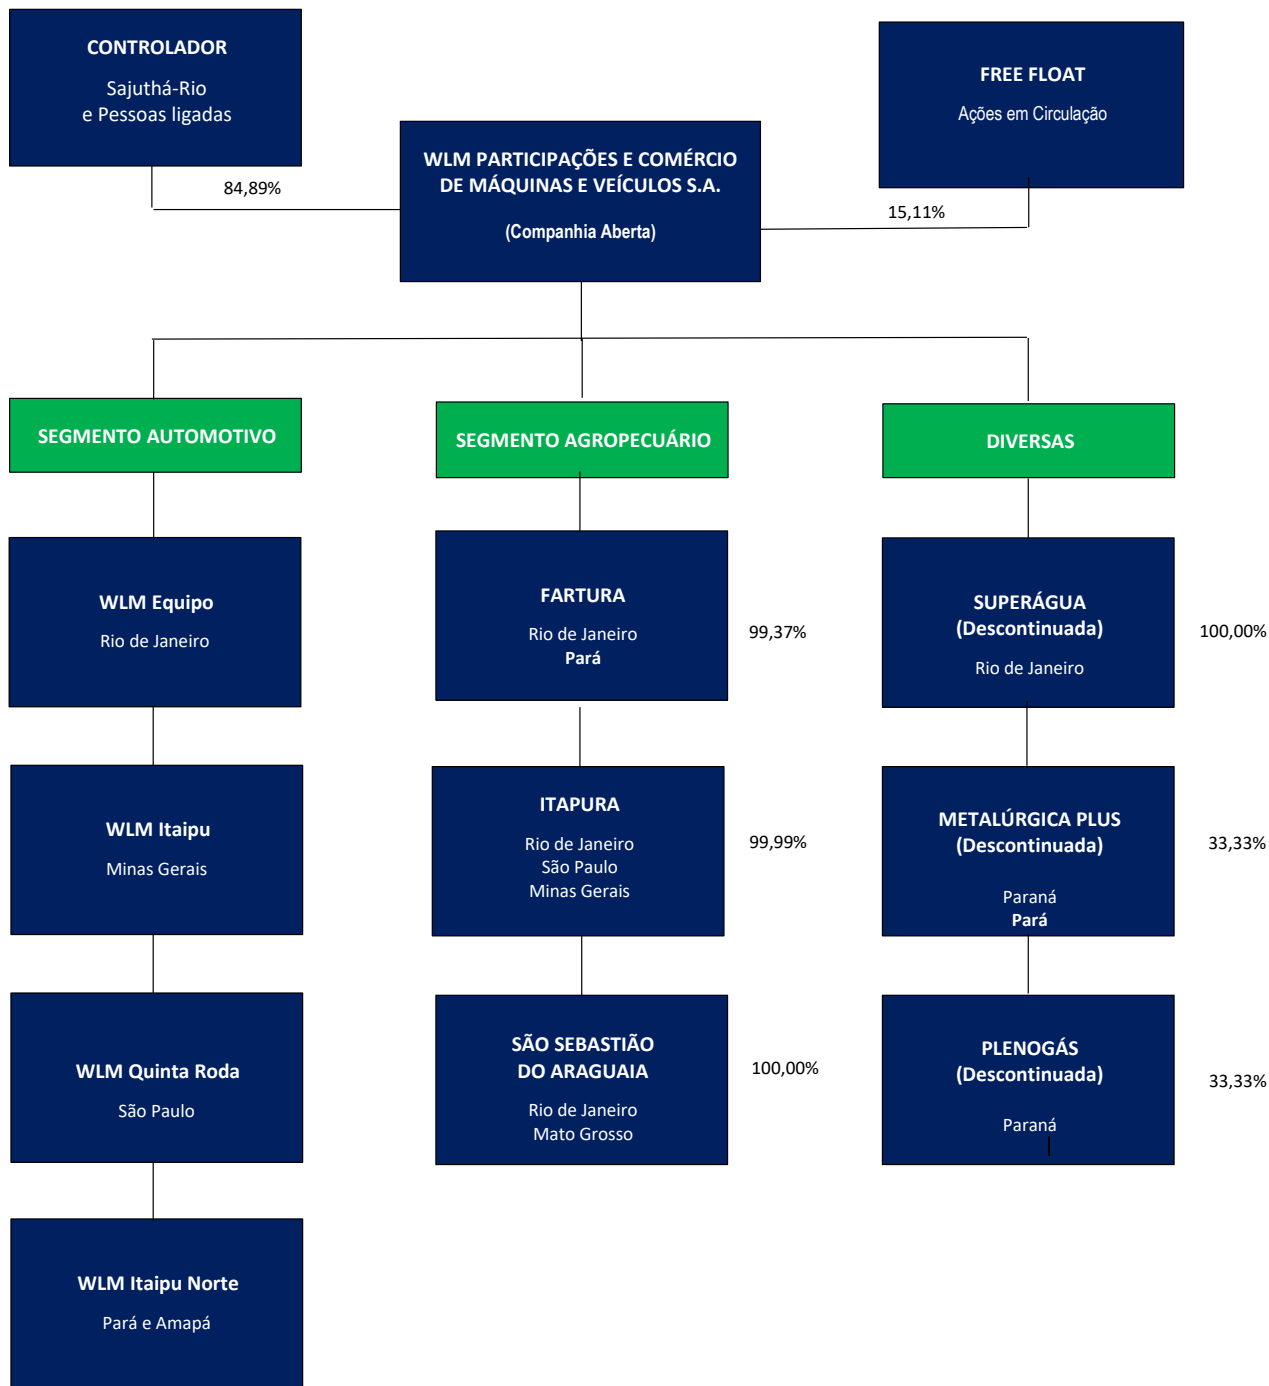 CONTROLADOR
Sajuthá-Rio
e Pessoas ligadas
FREE FLOAT
Ações em Circulação
WLM PARTICIPAÇÕES E COMÉRCIO
DE MÁQUINAS E VEÍCULOS S.A.
(Companhia Aberta)
84,89%
15,11%
SEGMENTO AUTOMOTIVO
SEGMENTO AGROPECUÁRIO
DIVERSAS
WLM Equipo
Rio de Janeiro
FARTURA
Rio de Janeiro
Pará
99,37%
SUPERÁGUA
(Descontinuada)
Rio de Janeiro
100,00%
WLM Itaipu
Minas Gerais
ITAPURA
Rio de Janeiro
São Paulo
Minas Gerais
99,99%
METALÚRGICA PLUS
(Descontinuada)
Paraná
Pará
33,33%
WLM Quinta Roda
São Paulo
SÃO SEBASTIÃO
DO ARAGUAIA
Rio de Janeiro
Mato Grosso
100,00%
PLENOGÁS
(Descontinuada)
Paraná
33,33%
WLM Itaipu Norte
Pará e Amapá